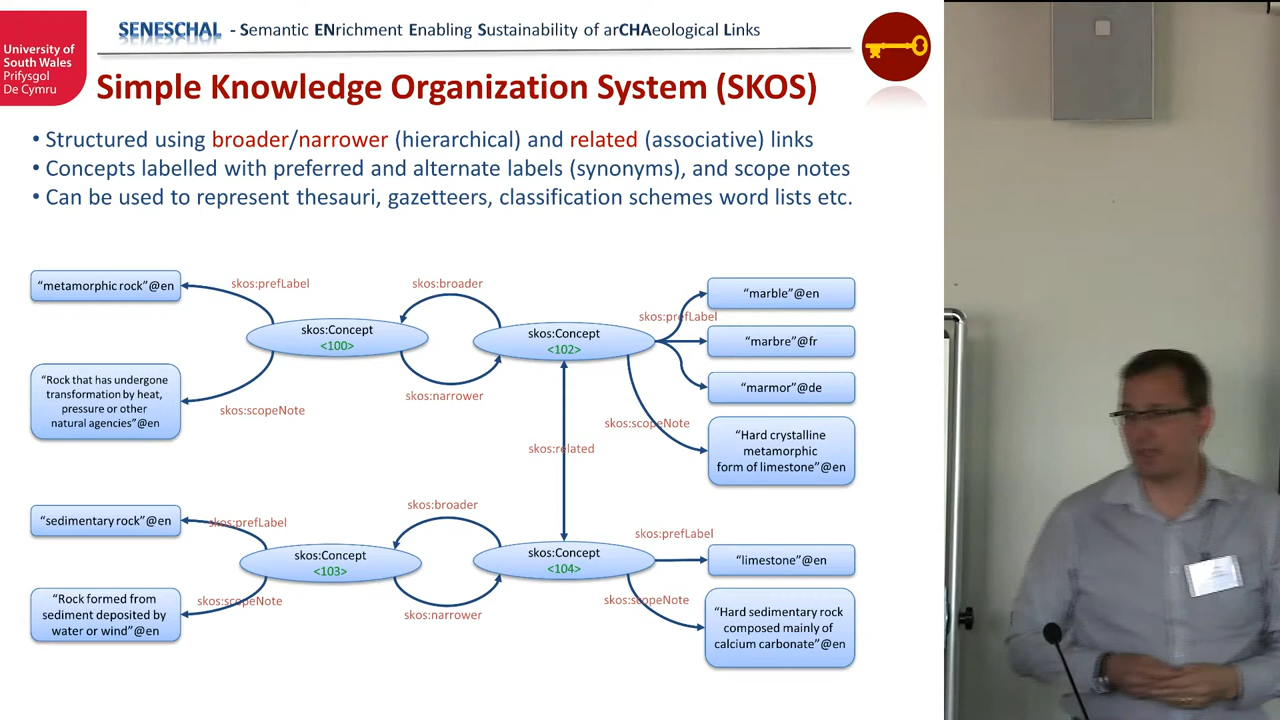 SENESCHAL - Semantic ENrichment Enabling Sustainability of arCHAeological Links
University of
South Wales
Prifysgol
De Cymru
Simple Knowledge Organization System (SKOS)
• Structured using broader/narrower (hierarchical) and related (associative) links
• Concepts labelled with preferred and alternate labels (synonyms), and scope notes
• Can be used to represent thesauri, gazetteers, classification schemes word lists etc.
“metamorphic rock”@en
skos:prefLabel
skos:broader
skos:prefLabel
“marble”@en
skos:Concept
<100>
skos:Concept
<102>
“marbre”@fr
“marmor”@de
“Rock that has undergone
transformation by heat,
pressure or other
natural agencies”@en
skos:scopeNote
skos:narrower
skos:scopeNote
“Hard crystalline
metamorphic
form of limestone”@en
skos:related
“sedimentary rock”@en
skos:prefLabel
skos:broader
skos:prefLabel
skos:Concept
<103>
skos:Concept
<104>
“limestone”@en
“Rock formed from
sediment deposited by
water or wind”@en
skos:scopeNote
skos:narrower
skos:scopeNote
“Hard sedimentary rock
composed mainly of
calcium carbonate”@en